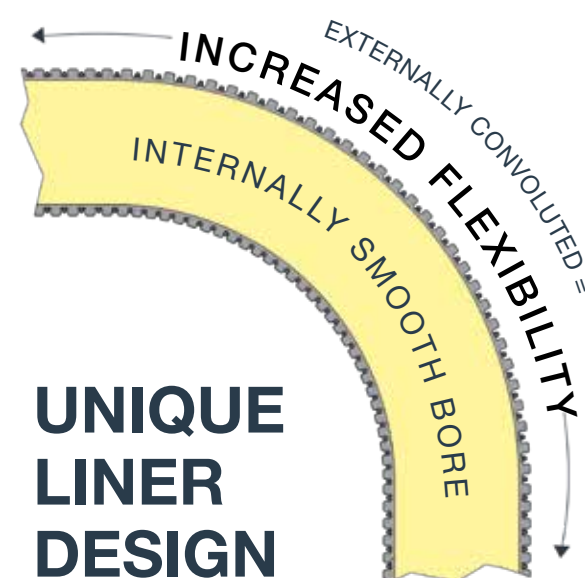 EXTERNALLY CONVOLUTED =
INCREASED FLEXIBILITY
INTERNALLY SMOOTH BORE
UNIQUE
LINER
DESIGN